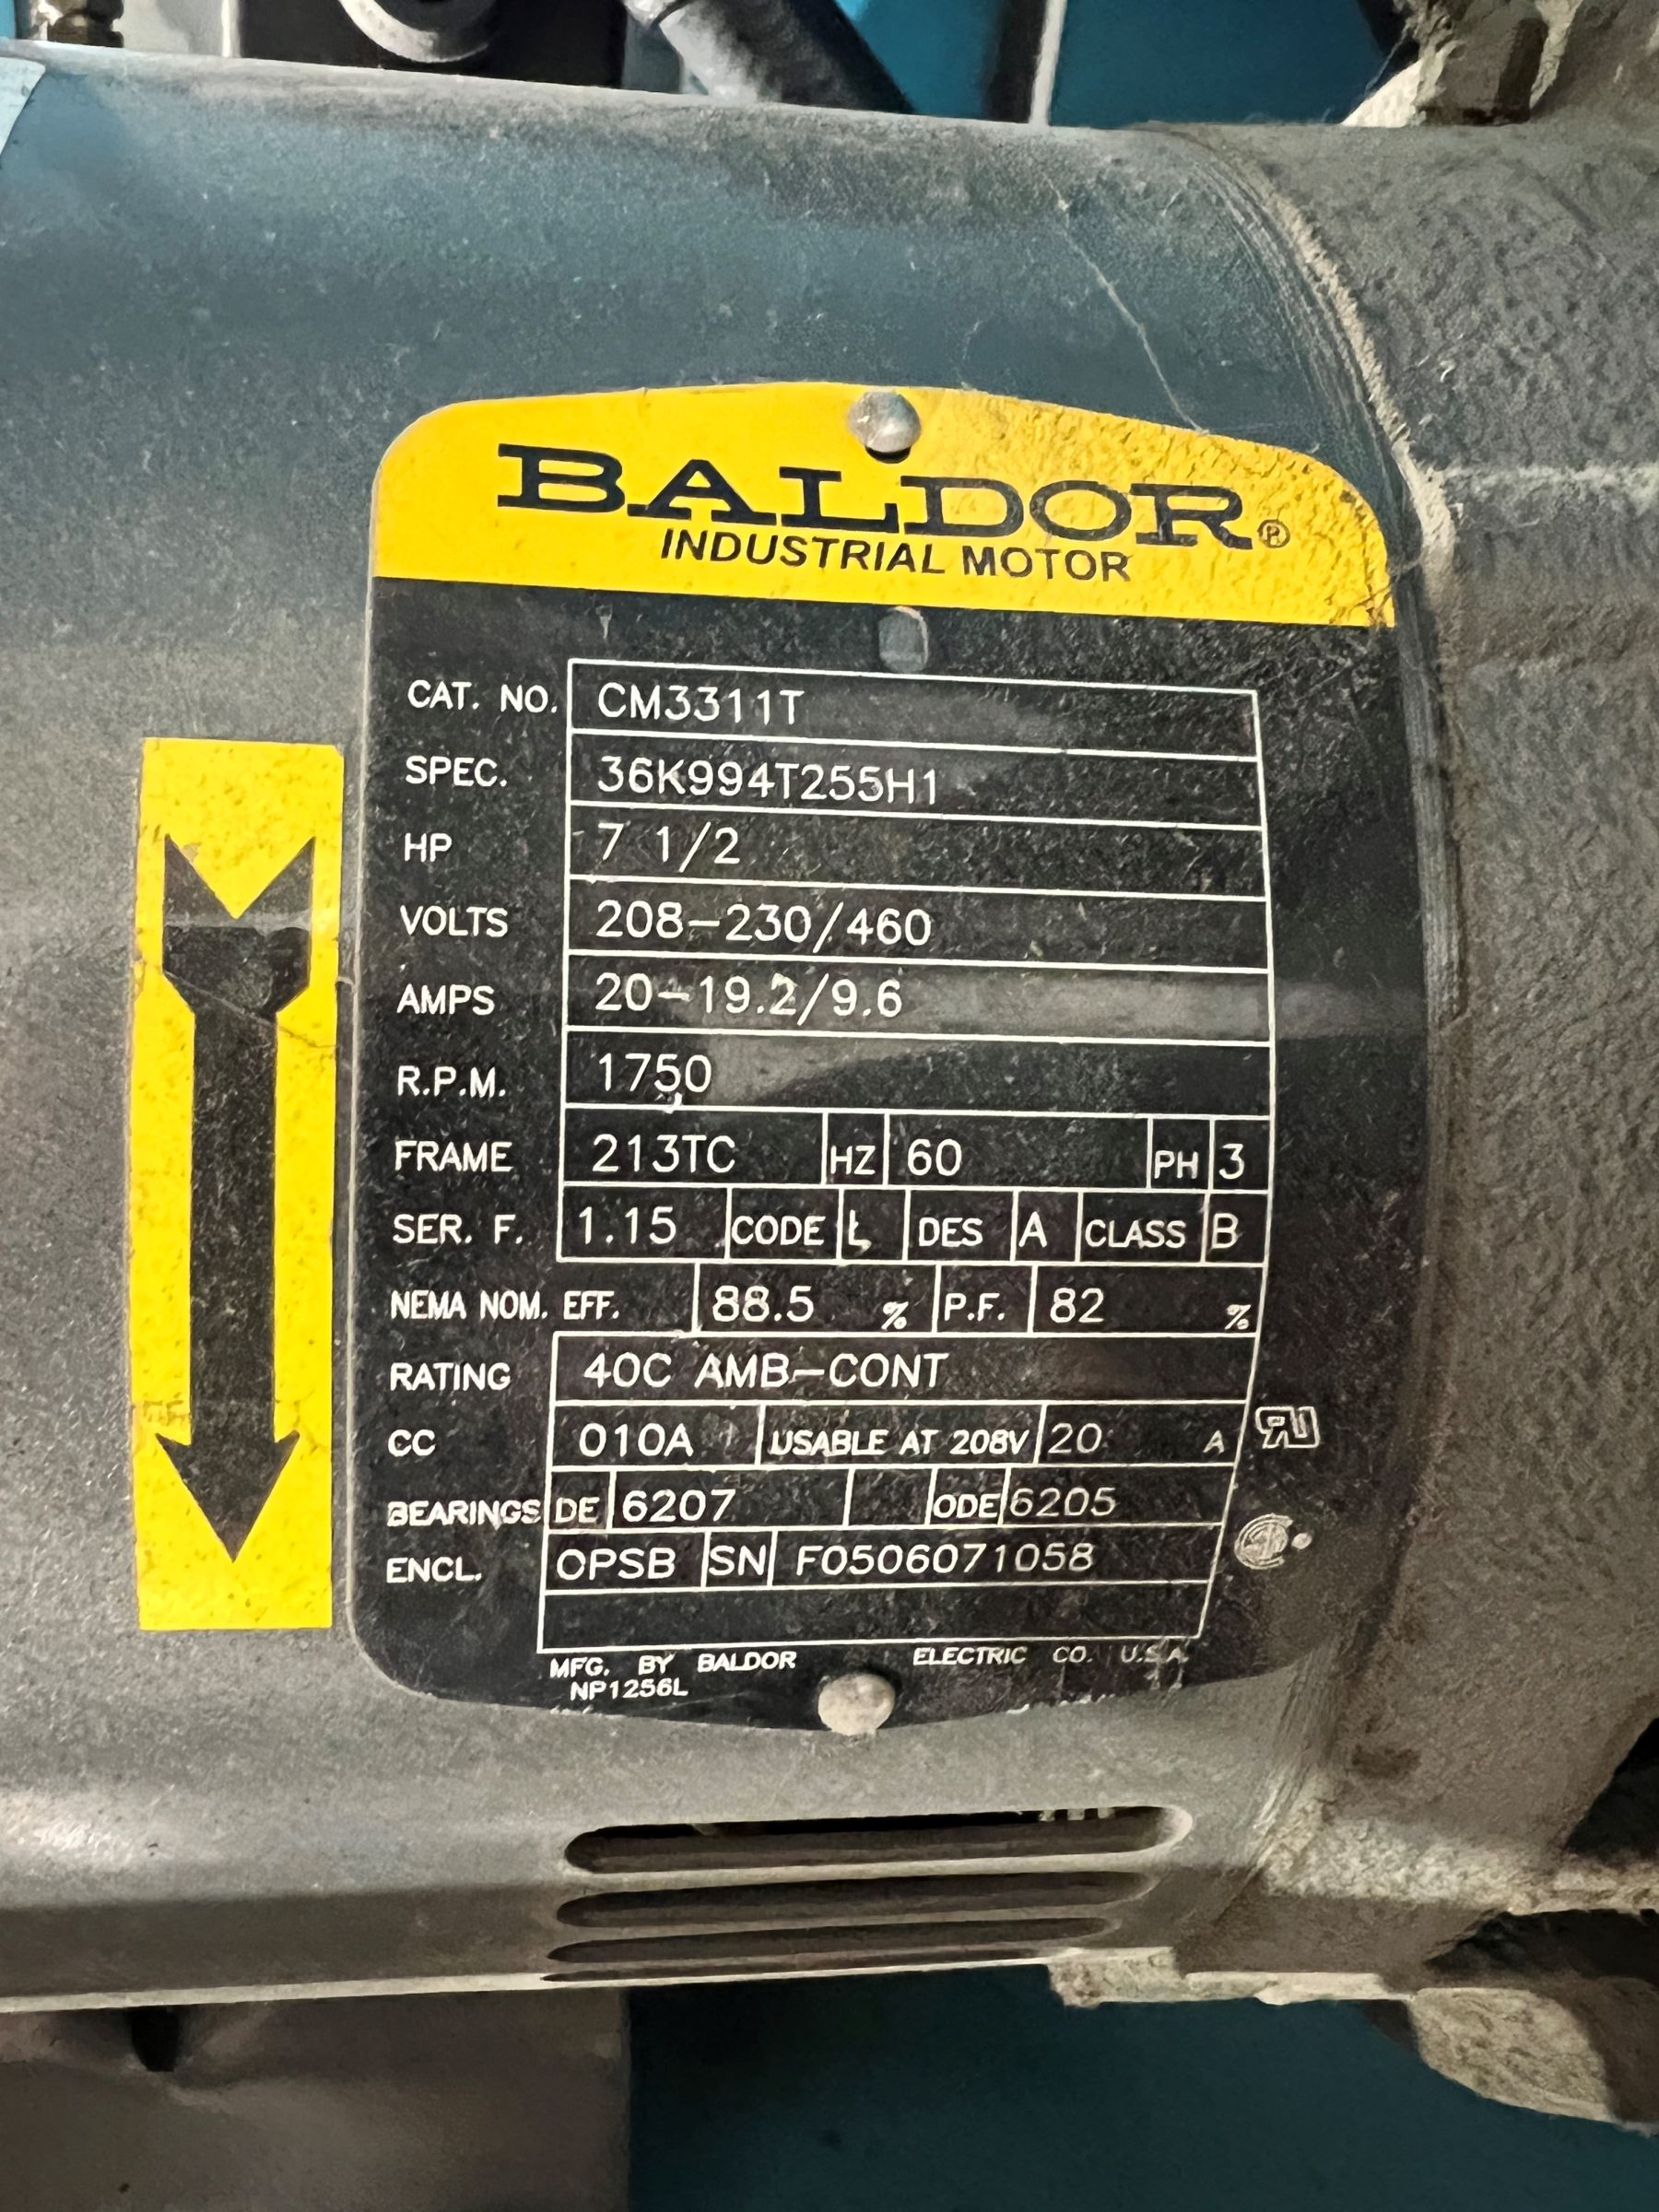 BALDOR®
INDUSTRIAL MOTOR
CAT. NO. CM3311T
SPEC. 36K994T255H1
HP 7 1/2
VOLTS 208-230/460
AMPS 20-19.2/9.6
R.P.M. 1750
FRAME 213TC HZ 60 PH 3
SER. F. 1.15 CODE L DES A CLASS B
NEMA NOM. EFF. 88.5 % P.F. 82 %
RATING 40C AMB-CONT
CC 010A USABLE AT 208V 20 A
BEARINGS DE 6207 ODE 6205
ENCL. OPSB SN F0506071058
MFG. BY BALDOR ELECTRIC CO. U.S.A.
NP1256L